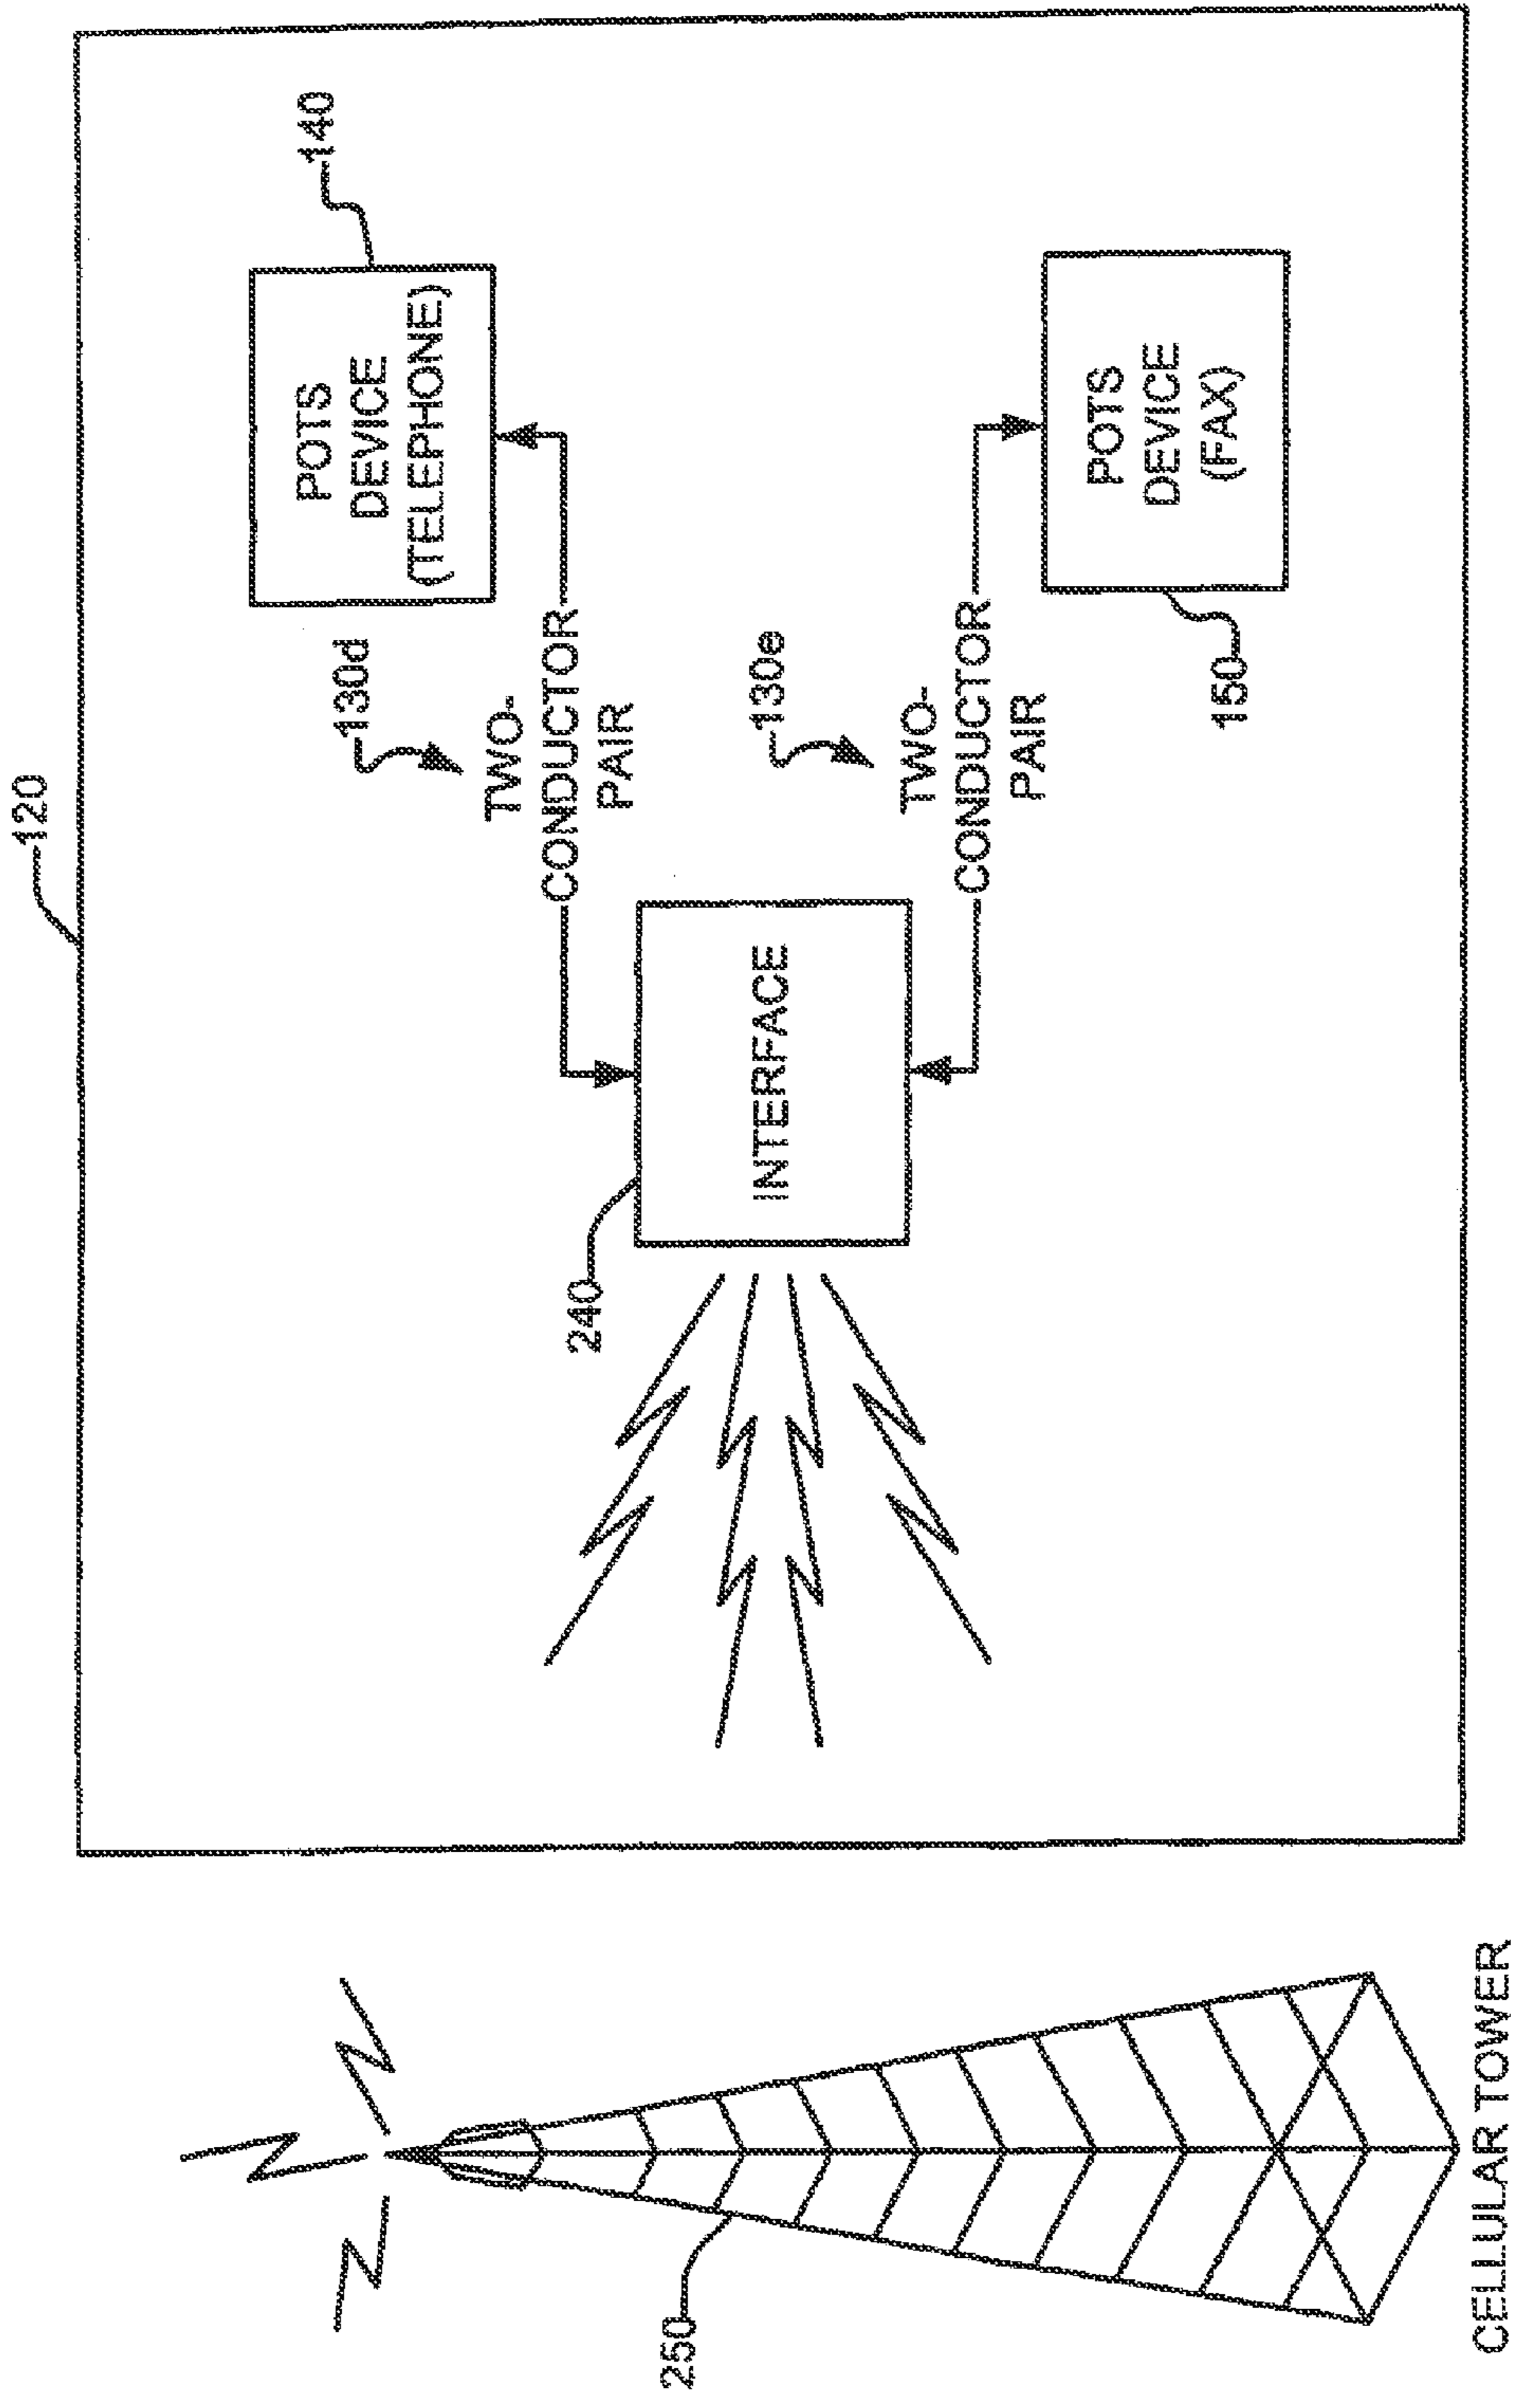 120
140
POTS
DEVICE
(TELEPHONE)
130d
TWO-
CONDUCTOR
PAIR
240
INTERFACE
130e
TWO-
CONDUCTOR
PAIR
POTS
DEVICE
(FAX)
150
250
CELLULAR TOWER